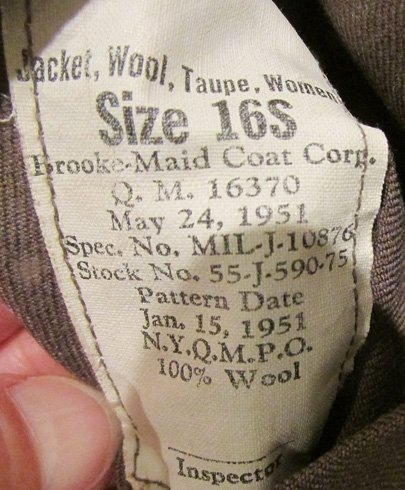 Jacket, Wool, Taupe, Women
Size 16S
Brooke-Maid Coat Corp.
Q. M. 16370
May 24, 1951
Spec. No. MIL-J-10876
Stock No. 55-J-590-75
Pattern Date
Jan. 15, 1951
N.Y.Q.M.P.O.
100% Wool
Inspector